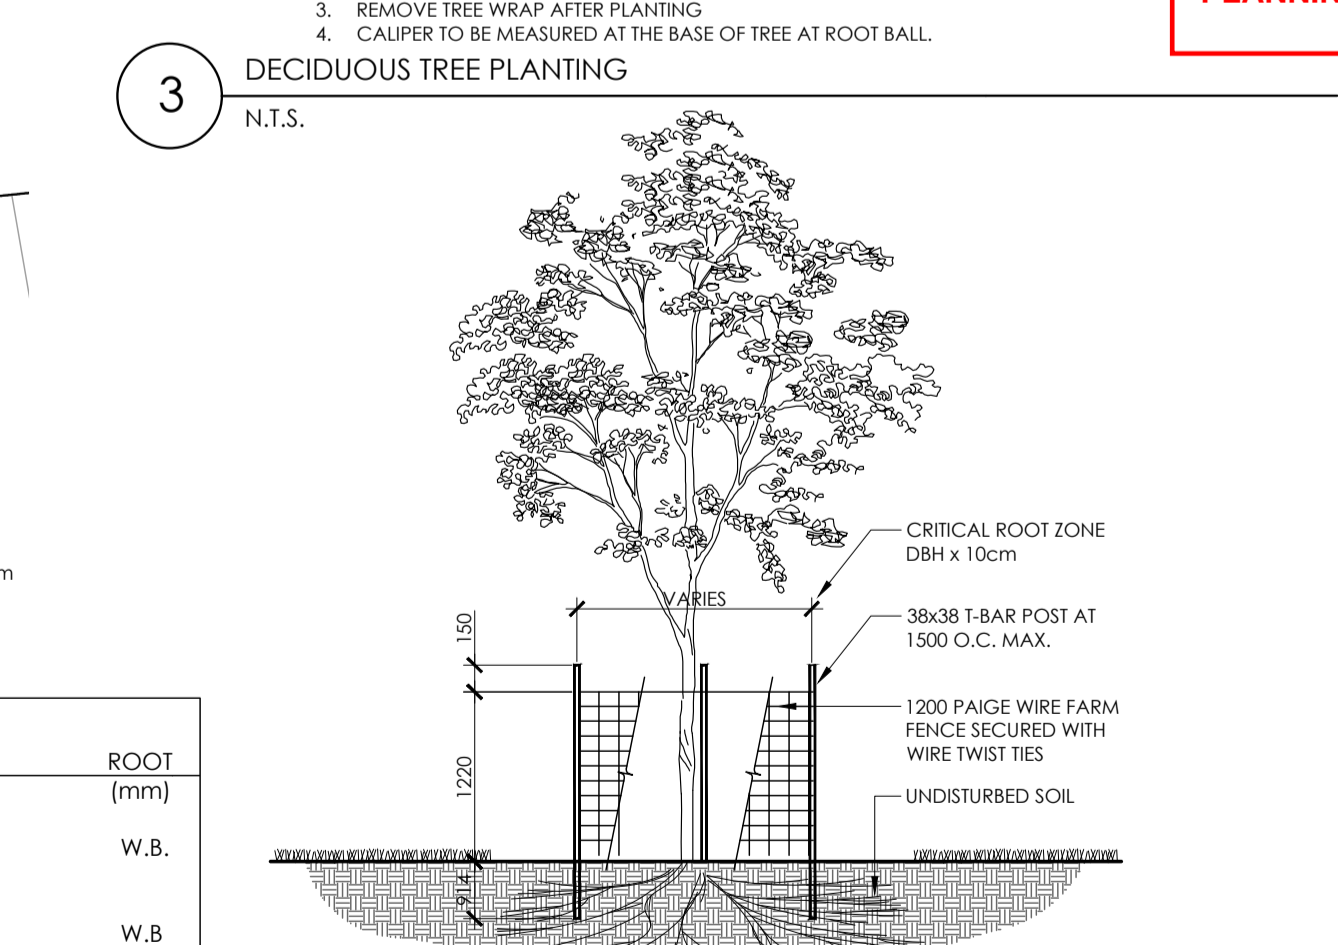 3. REMOVE TREE WRAP AFTER PLANTING
4. CALIPER TO BE MEASURED AT THE BASE OF TREE AT ROOT BALL.
3
DECIDUOUS TREE PLANTING
N.T.S.
m
CRITICAL ROOT ZONE
DBH x 10cm
VARIES
150
38x38 T-BAR POST AT
1500 O.C. MAX.
1200 PAIGE WIRE FARM
FENCE SECURED WITH
WIRE TWIST TIES
1220
UNDISTURBED SOIL
914
ROOT
(mm)
W.B.
W.B